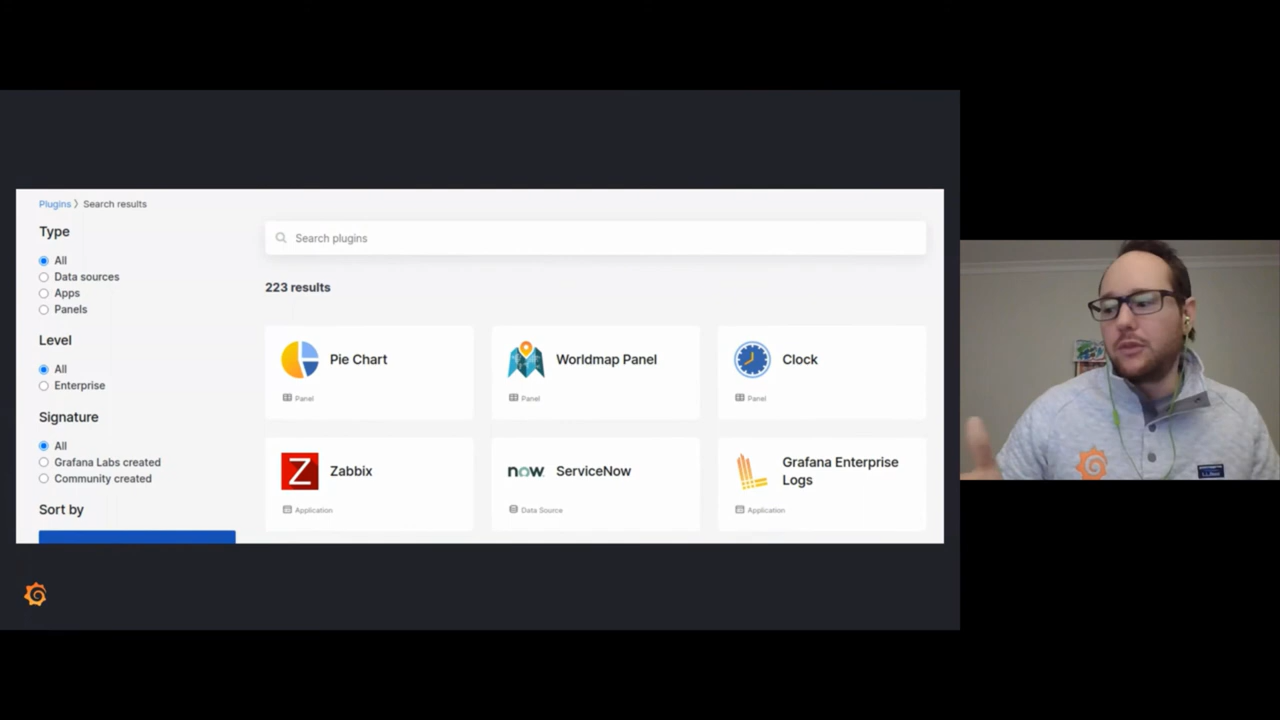 Plugins 〉 Search results
Type
All
Data sources
Apps
Panels
Level
All
Enterprise
Signature
All
Grafana Labs created
Community created
Sort by
Search plugins
223 results
Pie Chart
Panel
Worldmap Panel
Panel
Clock
Panel
Zabbix
Application
now. ServiceNow
Data Source
Grafana Enterprise
Logs
Application